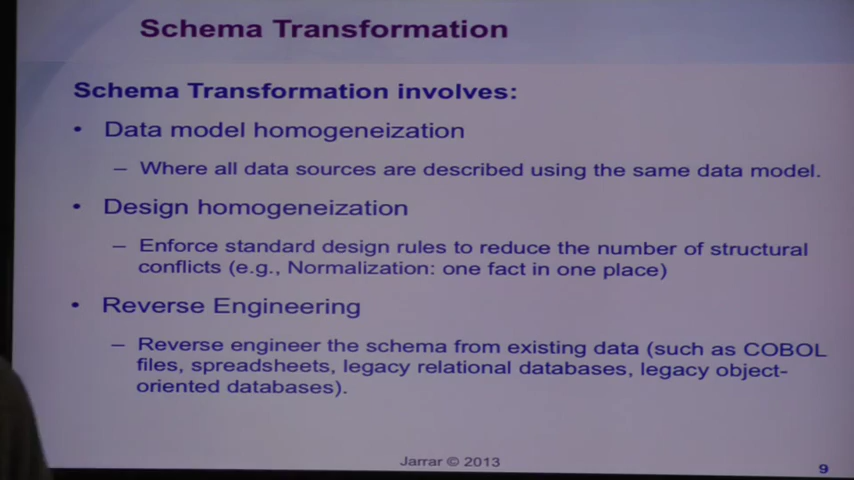 Schema Transformation
Schema Transformation involves:
• Data model homogeneization
– Where all data sources are described using the same data model.
• Design homogeneization
– Enforce standard design rules to reduce the number of structural
conflicts (e.g., Normalization: one fact in one place)
• Reverse Engineering
– Reverse engineer the schema from existing data (such as COBOL
files, spreadsheets, legacy relational databases, legacy object-
oriented databases).
Jarrar © 2013
9